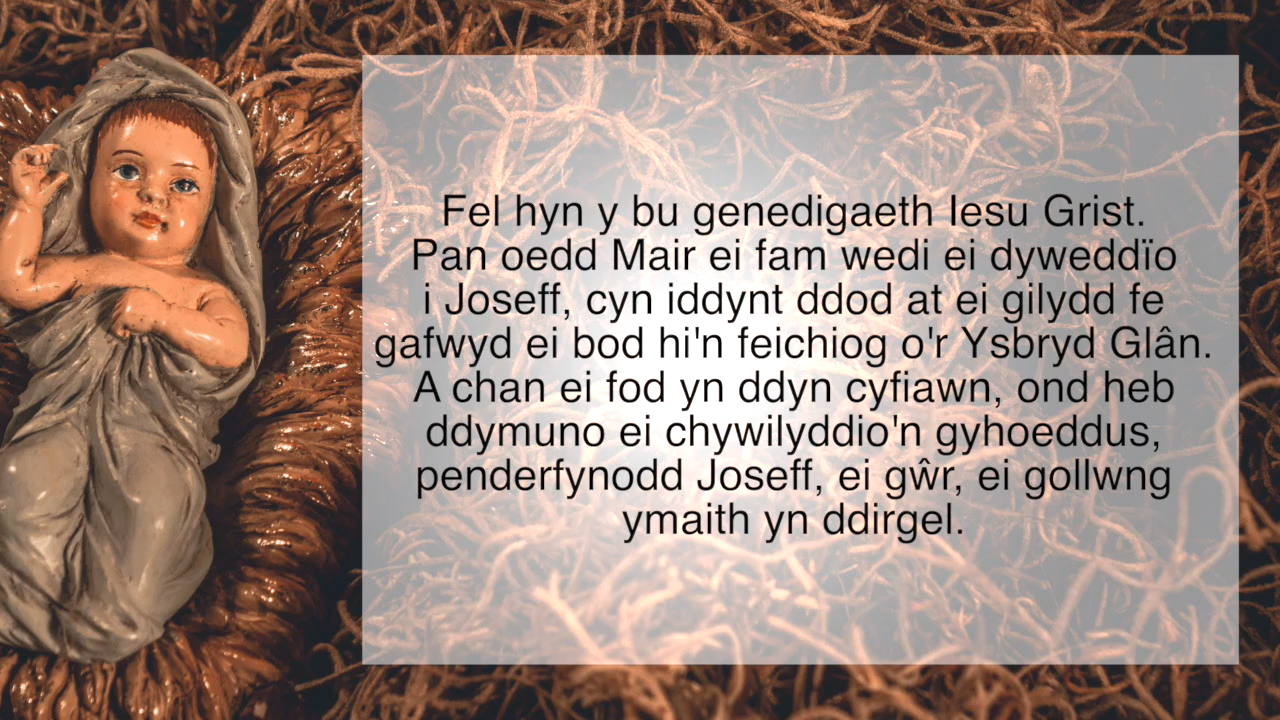 Fel hyn y bu genedigaeth Iesu Grist.
Pan oedd Mair ei fam wedi ei dyweddïo
i Joseff, cyn iddynt ddod at ei gilydd fe
gafwyd ei bod hi'n feichiog o'r Ysbryd Glân.
A chan ei fod yn ddyn cyfiawn, ond heb
ddymuno ei chywilyddio'n gyhoeddus,
penderfynodd Joseff, ei gŵr, ei gollwng
ymaith yn ddirgel.